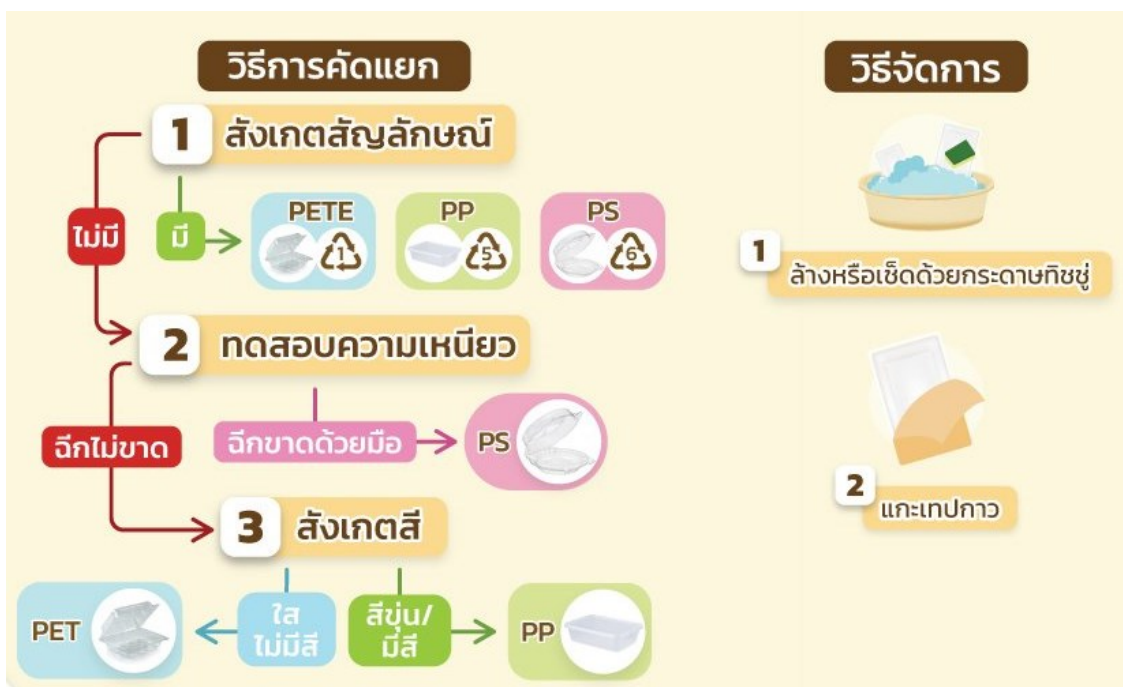 วิธีการคัดแยก
1 สังเกตสัญลักษณ์
ไม่มี
มี
PETE
1
PP
5
PS
6
2 ทดสอบความเหนียว
ฉีกไม่ขาด
ฉีกขาดด้วยมือ
PS
3 สังเกตสี
PET
ใส
ไม่มีสี
สีขุ่น/
มีสี
PP
วิธีจัดการ
1
ล้างหรือเช็ดด้วยกระดาษทิชชู่
2
แกะเทปกาว